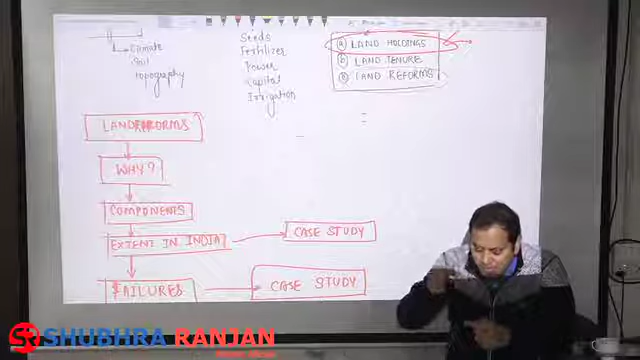 Climate
Soil
topography
Seeds
Fertilizer
Power
Capital
Irrigation
(a) LAND HOLDINGS
(b) LAND TENURE
LAND REFORMS
LAND REFORMS
WHY?
COMPONENTS
EXTENT IN INDIA?
CASE STUDY
FAILURES
CASE STUDY
SHUBHRA RANJAN